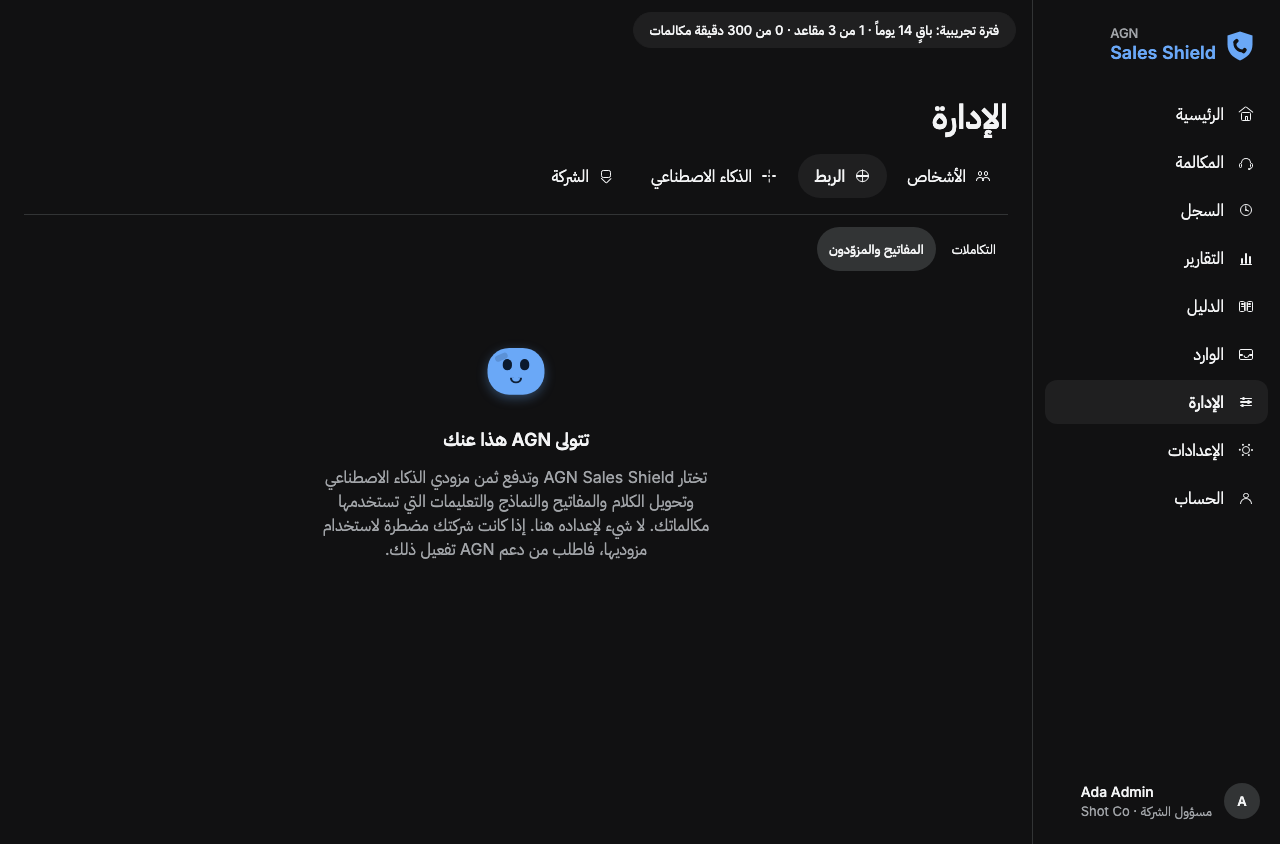 AGN
Sales Shield
الرئيسية
المكالمة
السجل
التقارير
الدليل
الوارد
الإدارة
الإعدادات
الحساب
A
Ada Admin
مسؤول الشركة · Shot Co
فترة تجريبية: باقٍ 14 يوماً · 1 من 3 مقاعد · 0 من 300 دقيقة مكالمات
الإدارة
الأشخاص
الربط
الذكاء الاصطناعي
الشركة
التكاملات
المفاتيح والمزوّدون
تتولى AGN هذا عنك
تختار AGN Sales Shield وتدفع ثمن مزودي الذكاء الاصطناعي
وتحويل الكلام والمفاتيح والنماذج والتعليمات التي تستخدمها
مكالماتك. لا شيء لإعداده هنا. إذا كانت شركتك مضطرة لاستخدام
مزوديها، فاطلب من دعم AGN تفعيل ذلك.